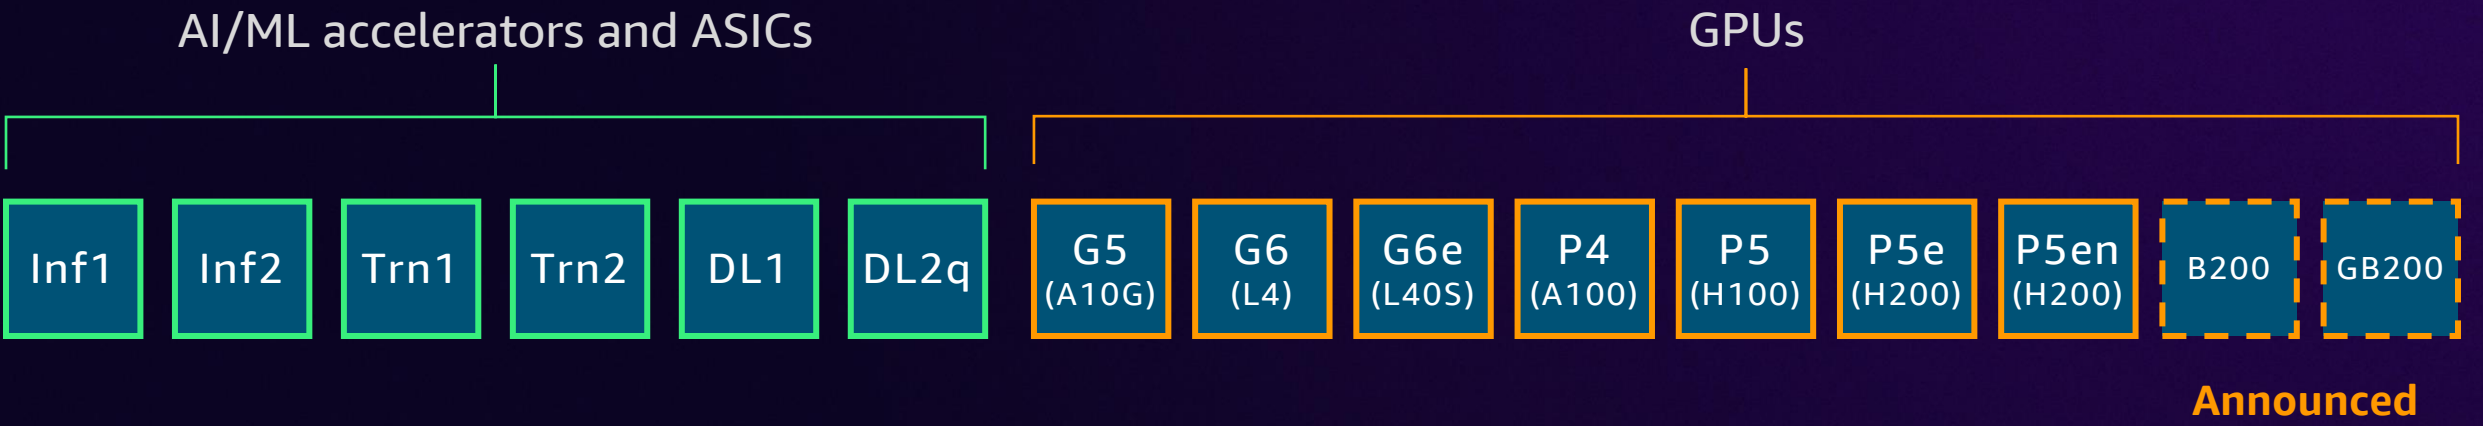 AI/ML accelerators and ASICs
GPUs
Inf1
Inf2
Trn1
Trn2
DL1
DL2q
G5
(A10G)
G6
(L4)
G6e
(L40S)
P4
(A100)
P5
(H100)
P5e
(H200)
P5en
(H200)
B200
GB200
Announced